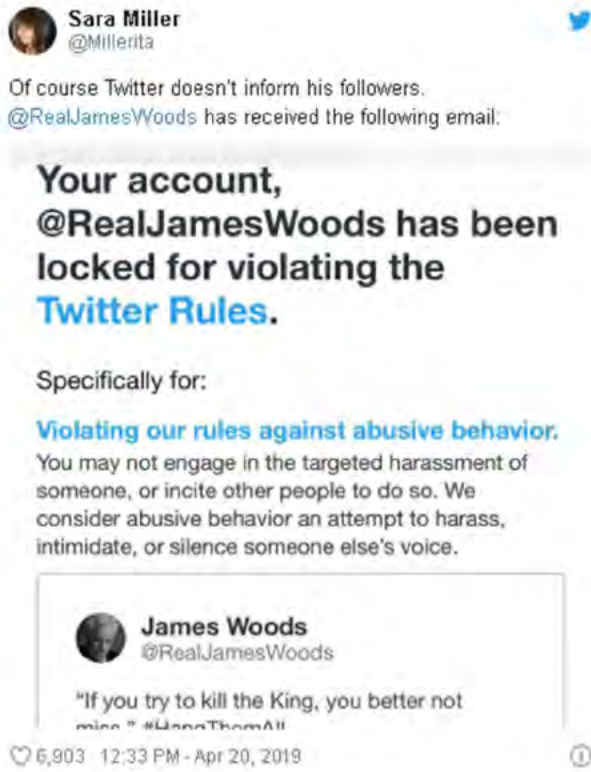 Sara Miller
@Millerita
Of course Twitter doesn't inform his followers.
@RealJamesWoods has received the following email:
Your account,
@RealJamesWoods has been
locked for violating the
Twitter Rules.
Specifically for:
Violating our rules against abusive behavior.
You may not engage in the targeted harassment of
someone, or incite other people to do so. We
consider abusive behavior an attempt to harass,
intimidate, or silence someone else's voice.
James Woods
@RealJamesWoods
"If you try to kill the King, you better not
miss." #HangThemAll
6,903 12:33 PM - Apr 20, 2019